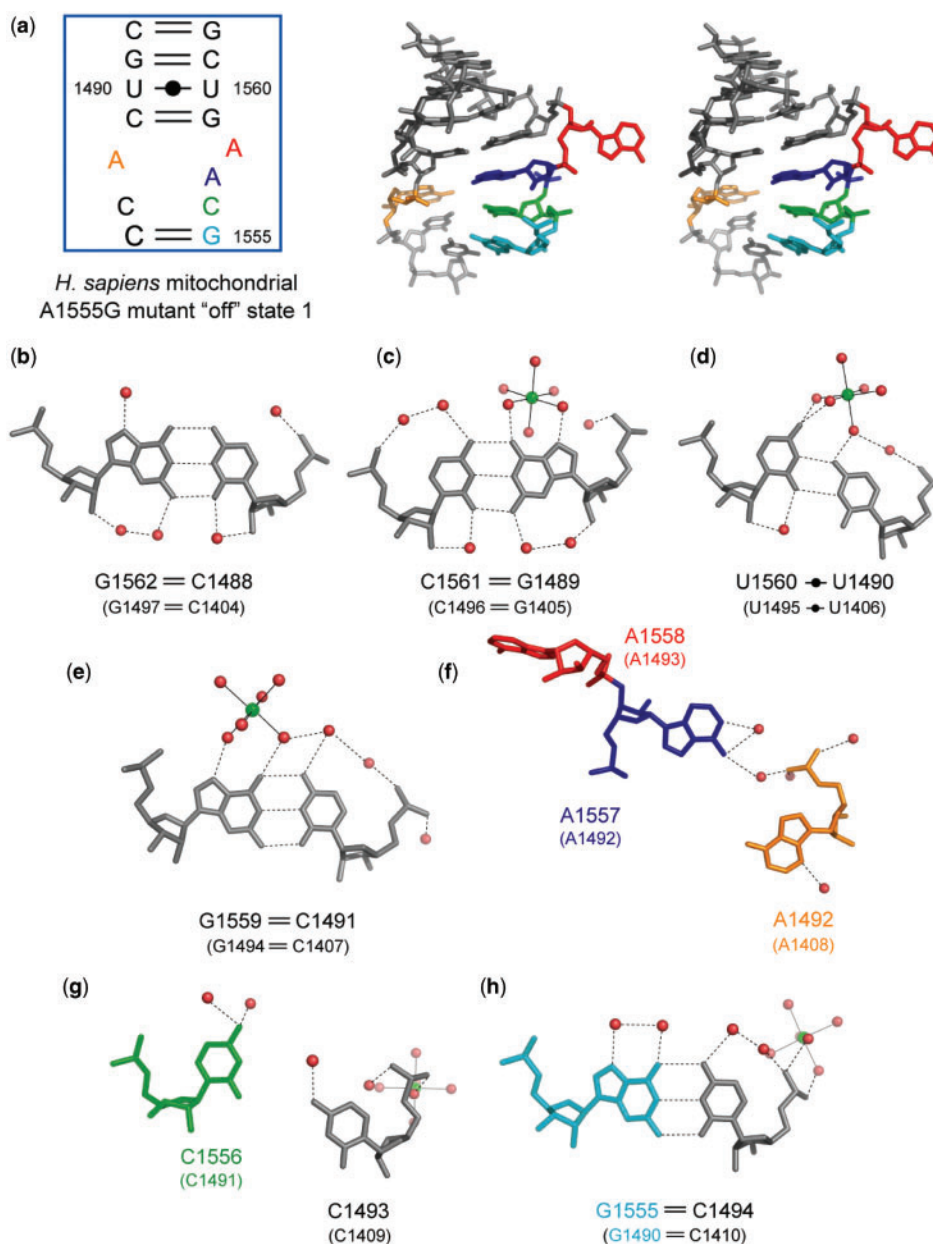 (a)
C = G
G = C
1490 U U 1560
C G
A A
A
C C
C = G 1555
H. sapiens mitochondrial
A1555G mutant "off" state 1
(b)
(c)
(d)
G1562 = C1488
(G1497 = C1404)
C1561 = G1489
(C1496 = G1405)
U1560 U1490
(U1495 U1406)
(e)
(f)
A1558
(A1493)
A1557
(A1492)
G1559 = C1491
(G1494 = C1407)
A1492
(A1408)
(g)
(h)
C1556
(C1491)
C1493
(C1409)
G1555 = C1494
(G1490 = C1410)